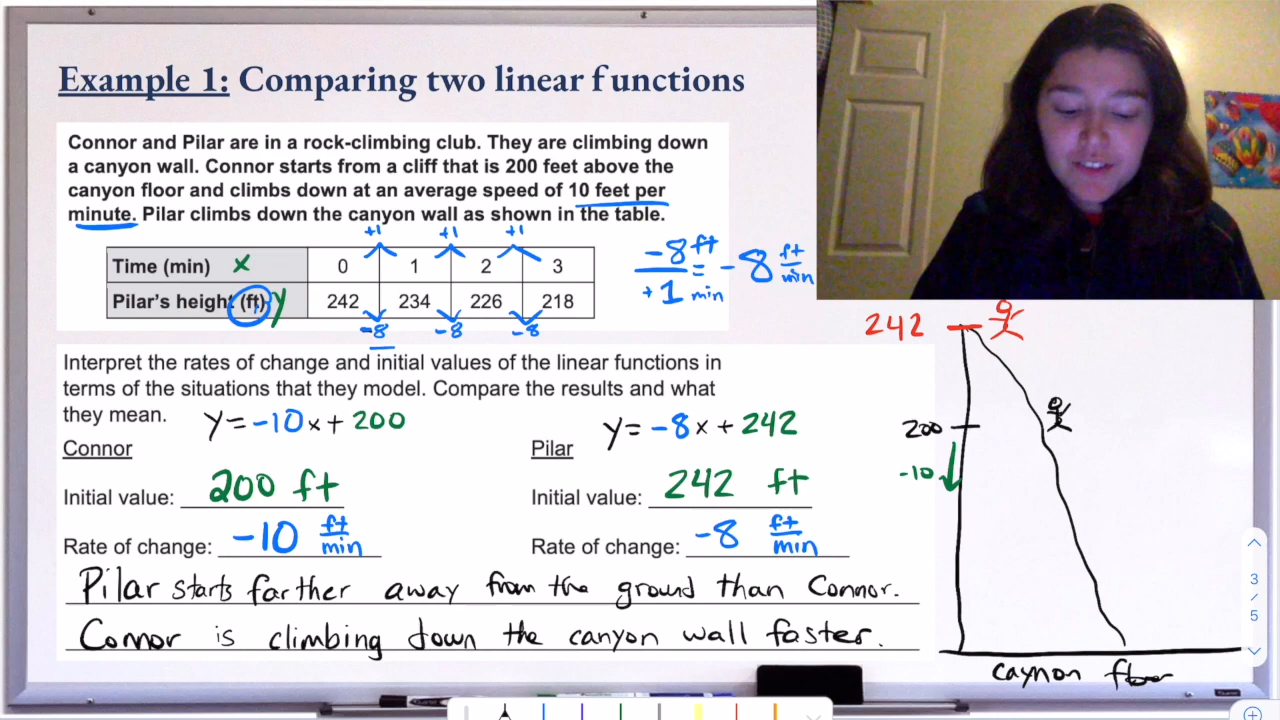 Example 1: Comparing two linear functions
Connor and Pilar are in a rock-climbing club. They are climbing down
a canyon wall. Connor starts from a cliff that is 200 feet above the
canyon floor and climbs down at an average speed of 10 feet per
minute. Pilar climbs down the canyon wall as shown in the table.
+1 +1 +1
Time (min) x 0 1 2 3
Pilar's height (ft) y 242 234 226 218
-8 -8 -8
-8 ft / +1 min = -8 ft/min
Interpret the rates of change and initial values of the linear functions in
terms of the situations that they model. Compare the results and what
they mean.
y = -10x + 200
y = -8x + 242
Connor
Pilar
Initial value: 200 ft
Initial value: 242 ft
Rate of change: -10 ft/min
Rate of change: -8 ft/min
Pilar starts farther away from the ground than Connor.
Connor is climbing down the canyon wall faster.
242
200
-10
caynon floor
3
/
5